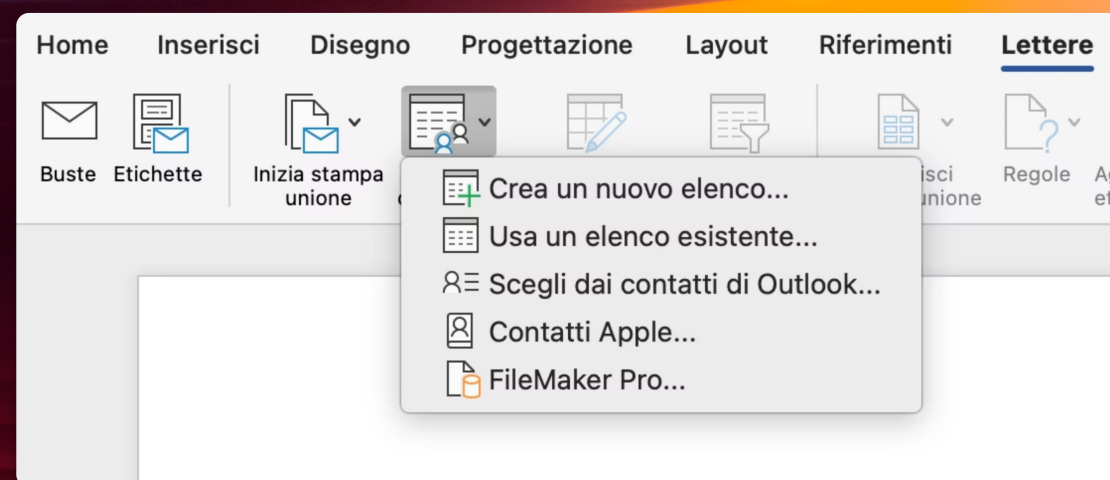 Home Inserisci Disegno Progettazione Layout Riferimenti Lettere
Buste Etichette Inizia stampa unione Regole
Crea un nuovo elenco...
Usa un elenco esistente...
Scegli dai contatti di Outlook...
Contatti Apple...
FileMaker Pro...